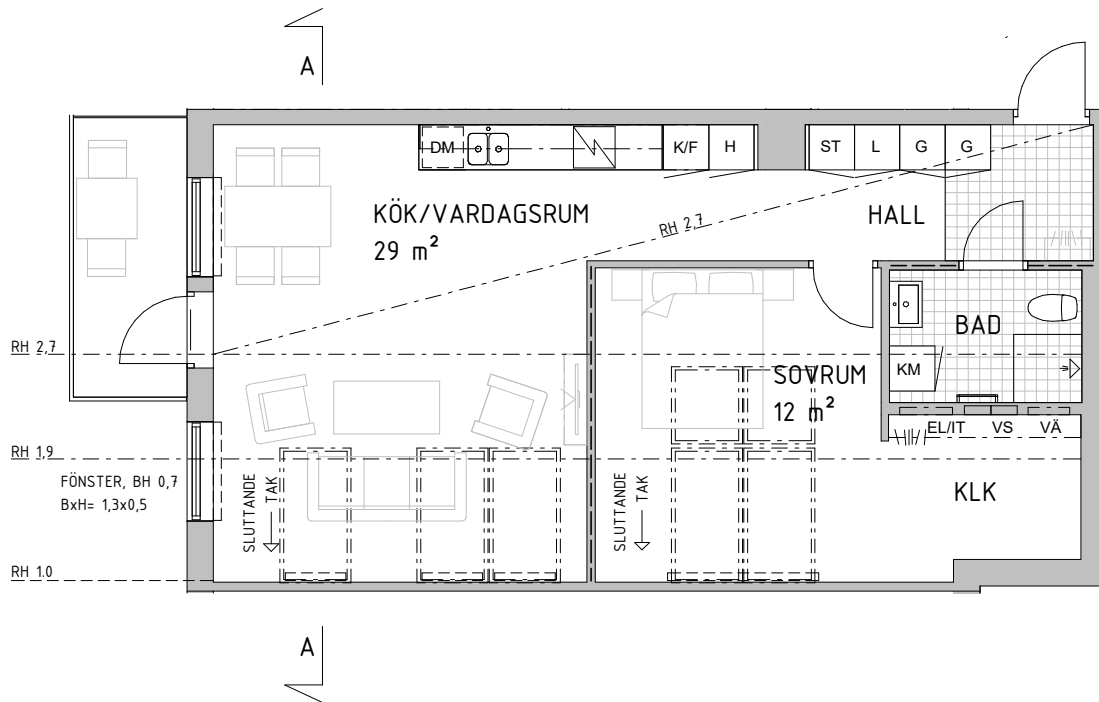 A
DM
K/F
H
ST
L
G
G
KÖK/VARDAGSRUM
29 m²
RH 2,7
HALL
BAD
RH 2,7
KM
SOVRUM
12 m²
EL/IT
VS
VÄ
RH 1,9
FÖNSTER, BH 0,7
BxH= 1,3x0,5
SLUTTANDE
TAK
SLUTTANDE
TAK
KLK
RH 1.0
A